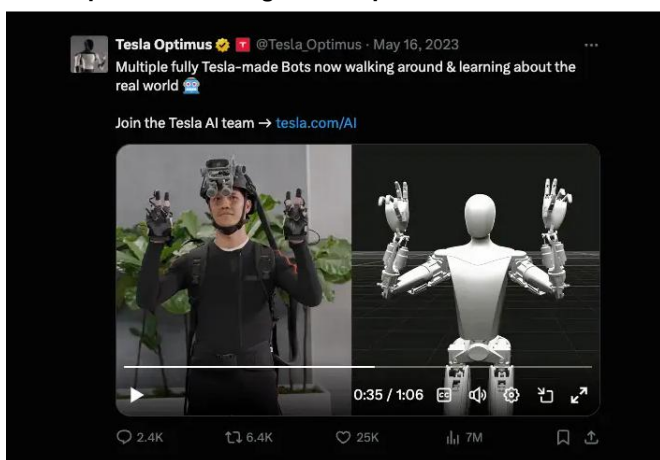 Tesla Optimus @Tesla_Optimus · May 16, 2023
Multiple fully Tesla-made Bots now walking around & learning about the
real world 🤖
Join the Tesla AI team → tesla.com/AI
0:35 / 1:06 CC
2.4K 6.4K 25K 7M